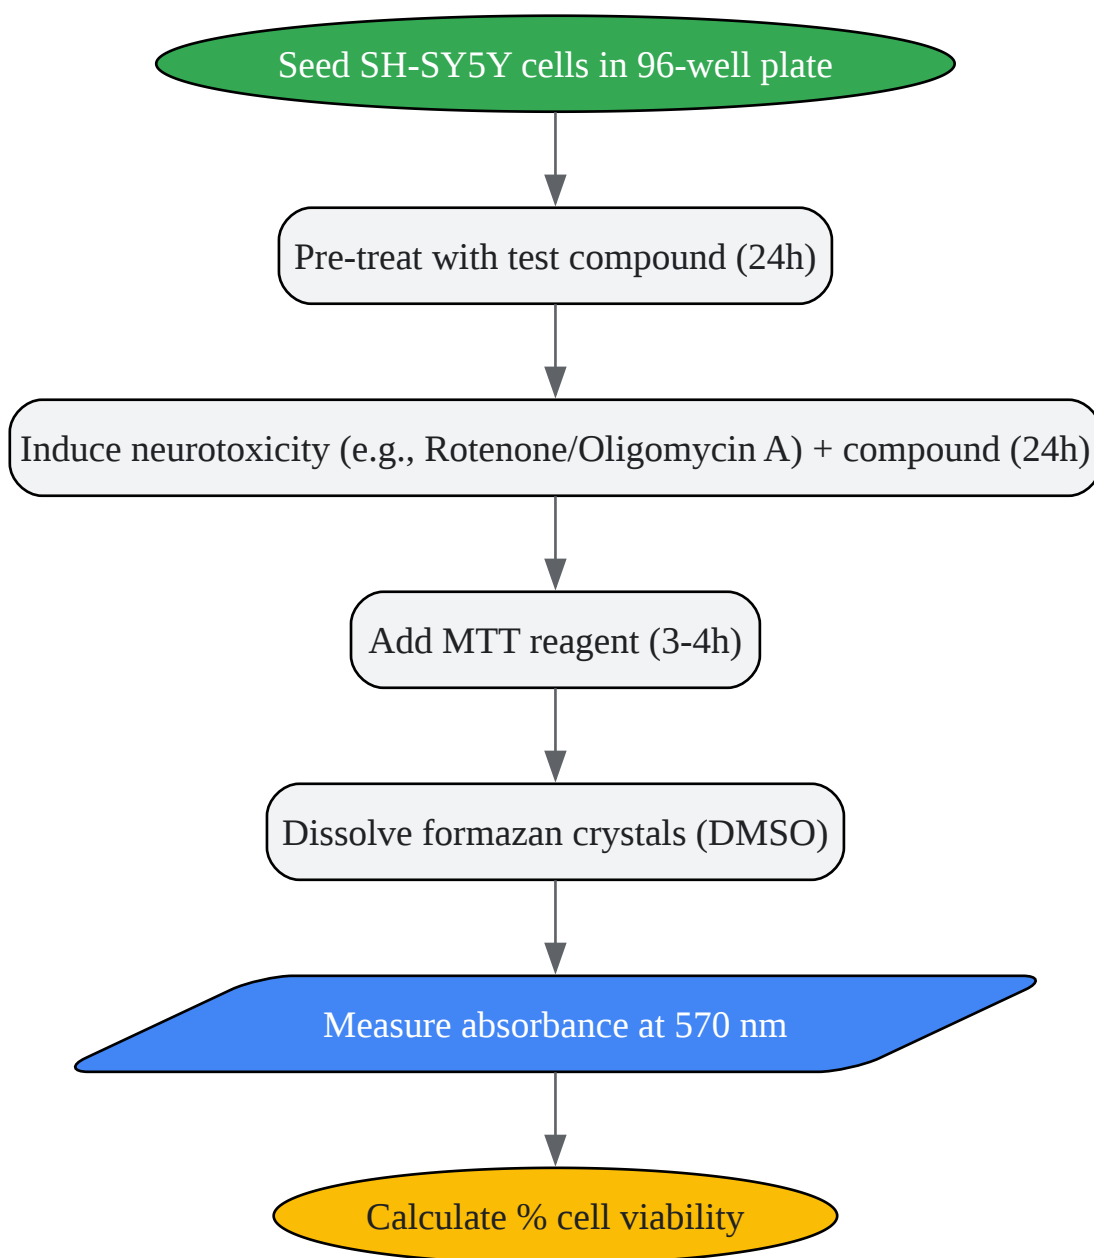 Seed SH-SY5Y cells in 96-well plate
Pre-treat with test compound (24h)
Induce neurotoxicity (e.g., Rotenone/Oligomycin A) + compound (24h)
Add MTT reagent (3-4h)
Dissolve formazan crystals (DMSO)
Measure absorbance at 570 nm
Calculate % cell viability